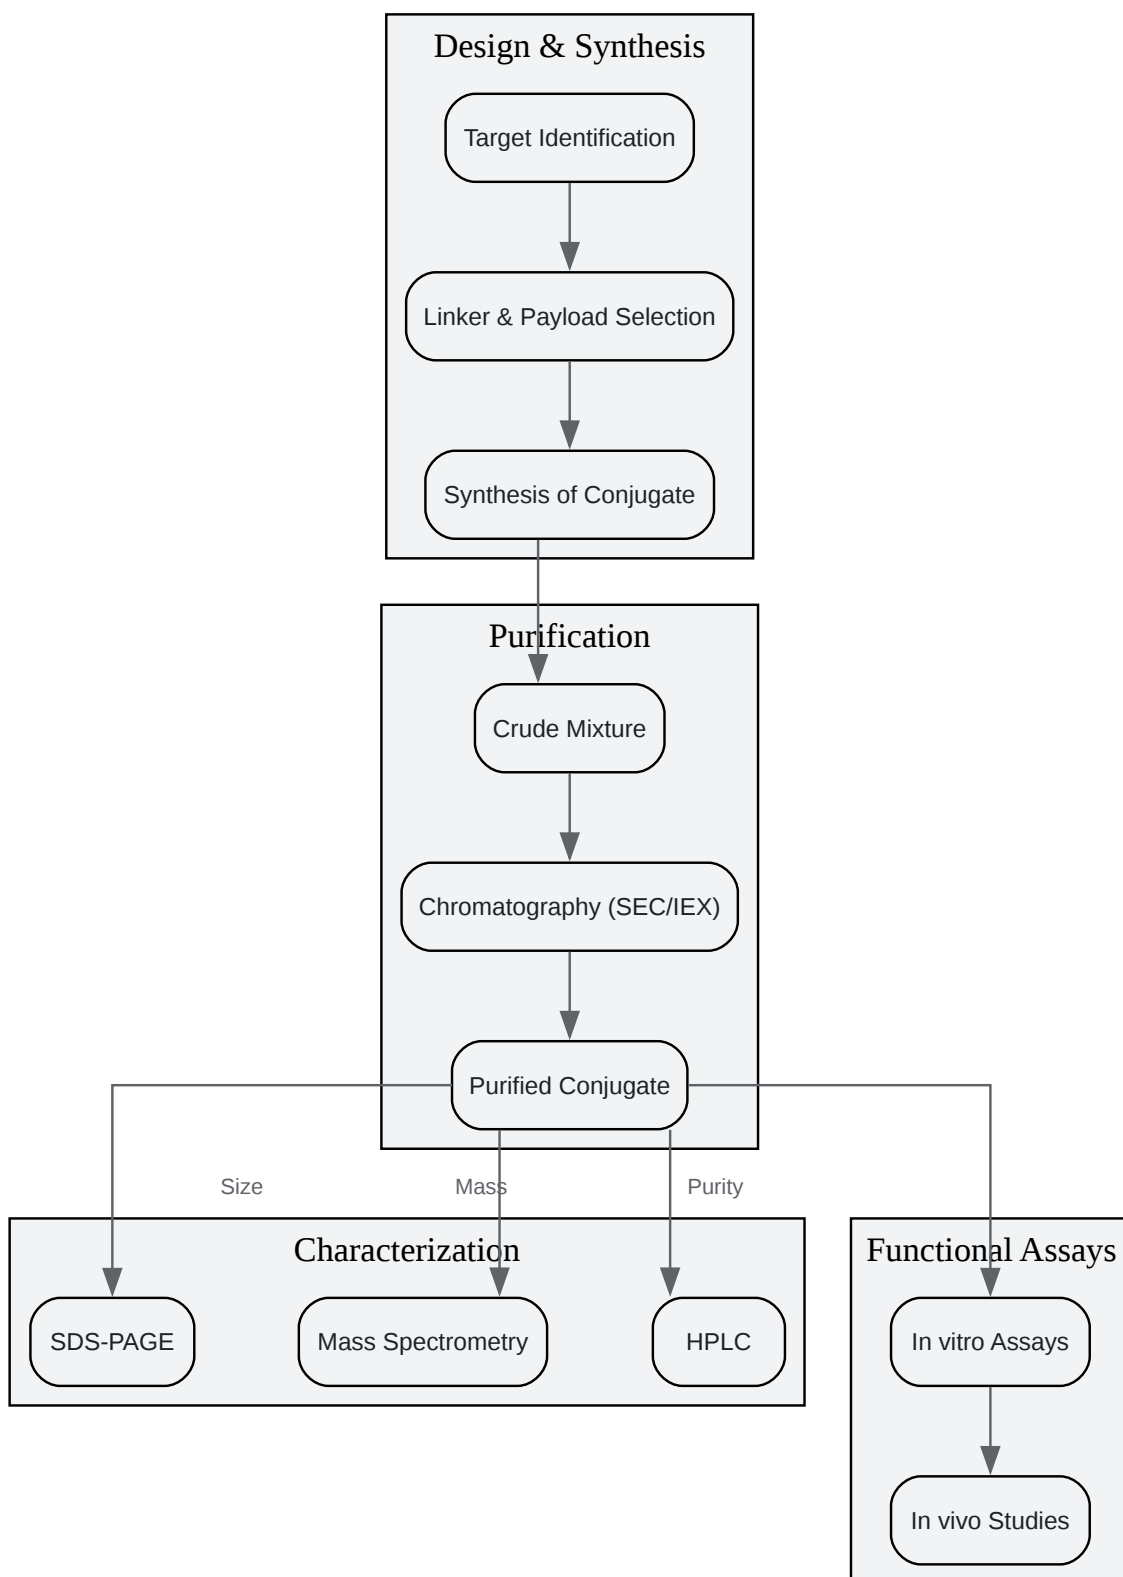 Design & Synthesis
Target Identification
Linker & Payload Selection
Synthesis of Conjugate
Purification
Crude Mixture
Chromatography (SEC/IEX)
Purified Conjugate
Size
Mass
Purity
Characterization
SDS-PAGE
Mass Spectrometry
HPLC
Functional Assays
In vitro Assays
In vivo Studies